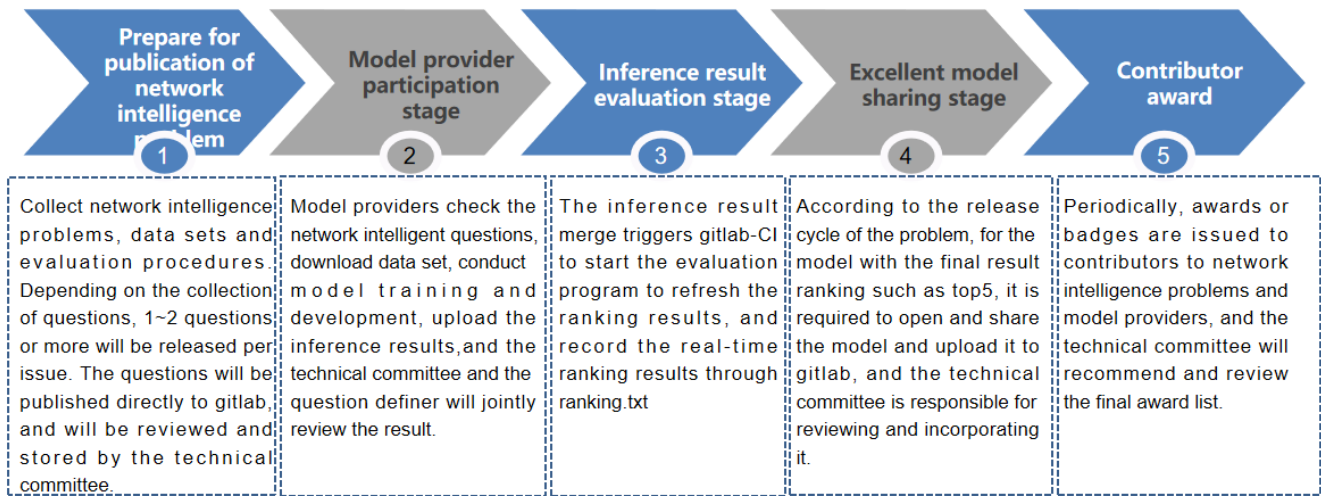 Prepare for
publication of
network
intelligence
problem
1
Model provider
participation
stage
2
Inference result
evaluation stage
3
Excellent model
sharing stage
4
Contributor
award
5
Collect network intelligence
problems, data sets and
evaluation procedures.
Depending on the collection
of questions, 1~2 questions
or more will be released per
issue. The questions will be
published directly to gitlab,
and will be reviewed and
stored by the technical
committee.
Model providers check the
network intelligent questions,
download data set, conduct
model training and
development, upload the
inference results,and the
technical committee and the
question definer will jointly
review the result.
The inference result
merge triggers gitlab-CI
to start the evaluation
program to refresh the
ranking results, and
record the real-time
ranking results through
ranking.txt
According to the release
cycle of the problem, for the
model with the final result
ranking such as top5, it is
required to open and share
the model and upload it to
gitlab, and the technical
committee is responsible for
reviewing and incorporating
it.
Periodically, awards or
badges are issued to
contributors to network
intelligence problems and
model providers, and the
technical committee will
recommend and review
the final award list.